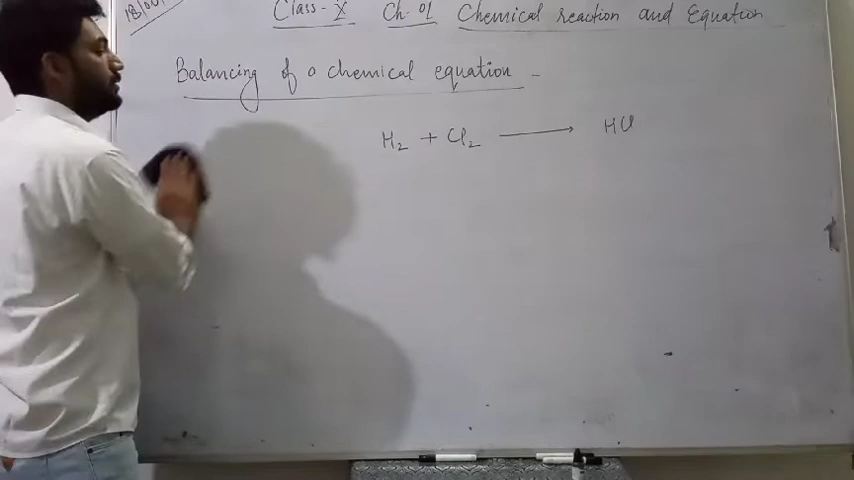 Class - X Ch. 01 Chemical reaction and Equation
Balancing of a chemical equation -
H₂ + Cl₂ ⟶ HCl